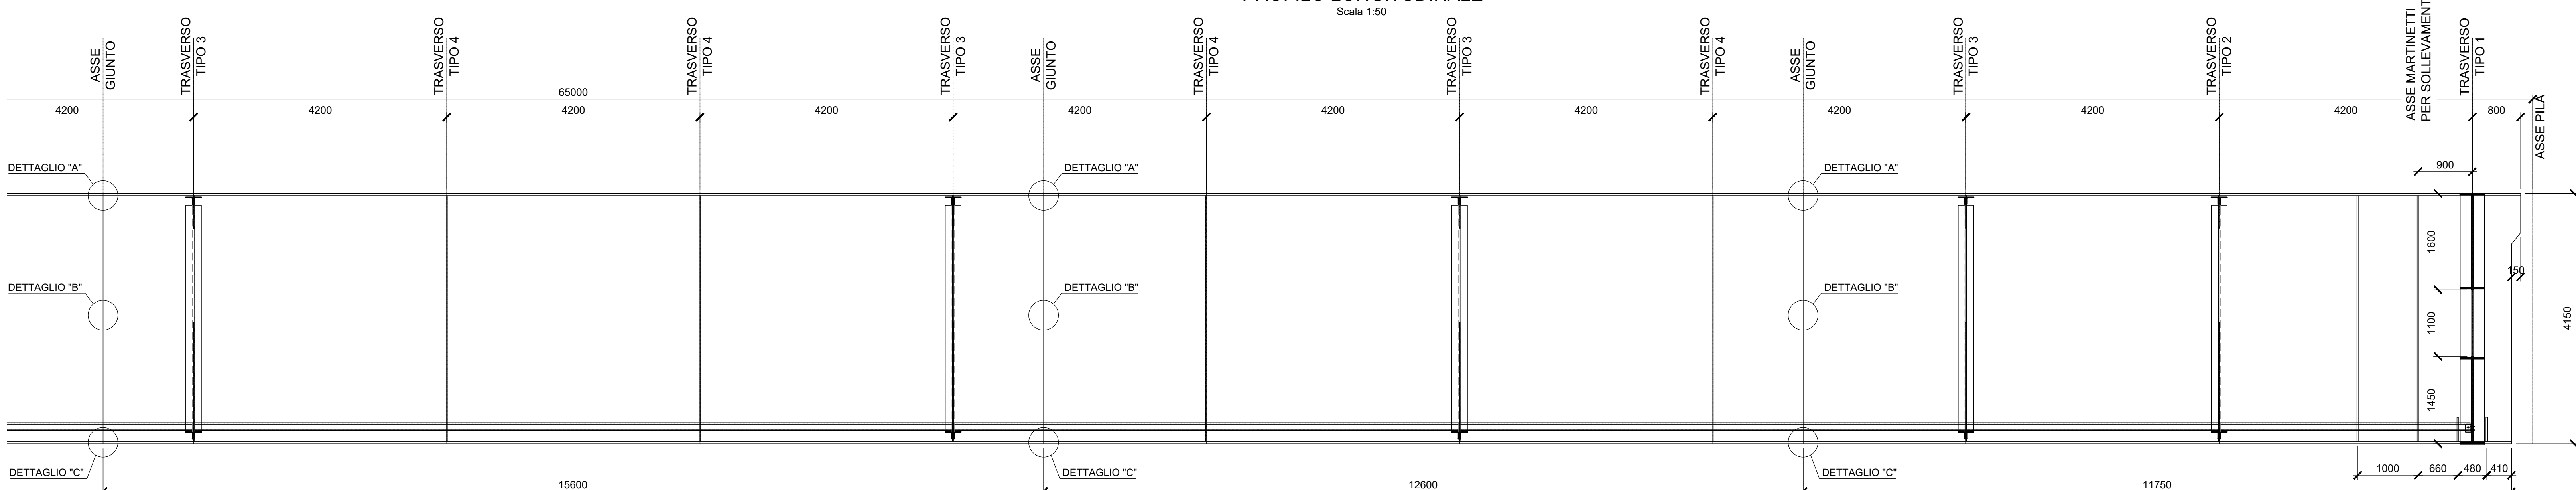 Scala 1:50
ASSE
GIUNTO
TRASVERSO
TIPO 3
TRASVERSO
TIPO 4
TRASVERSO
TIPO 4
TRASVERSO
TIPO 3
ASSE
GIUNTO
TRASVERSO
TIPO 4
TRASVERSO
TIPO 3
TRASVERSO
TIPO 4
ASSE
GIUNTO
TRASVERSO
TIPO 3
TRASVERSO
TIPO 2
ASSE MARTINETTI
PER SOLLEVAMENT
TRASVERSO
TIPO 1
ASSE PILA
65000
4200
4200
4200
4200
4200
4200
4200
4200
4200
4200
800
900
DETTAGLIO "A"
DETTAGLIO "A"
DETTAGLIO "A"
1600
150
DETTAGLIO "B"
DETTAGLIO "B"
DETTAGLIO "B"
1100
4150
1450
DETTAGLIO "C"
DETTAGLIO "C"
DETTAGLIO "C"
1000
660
480
410
15600
12600
11750